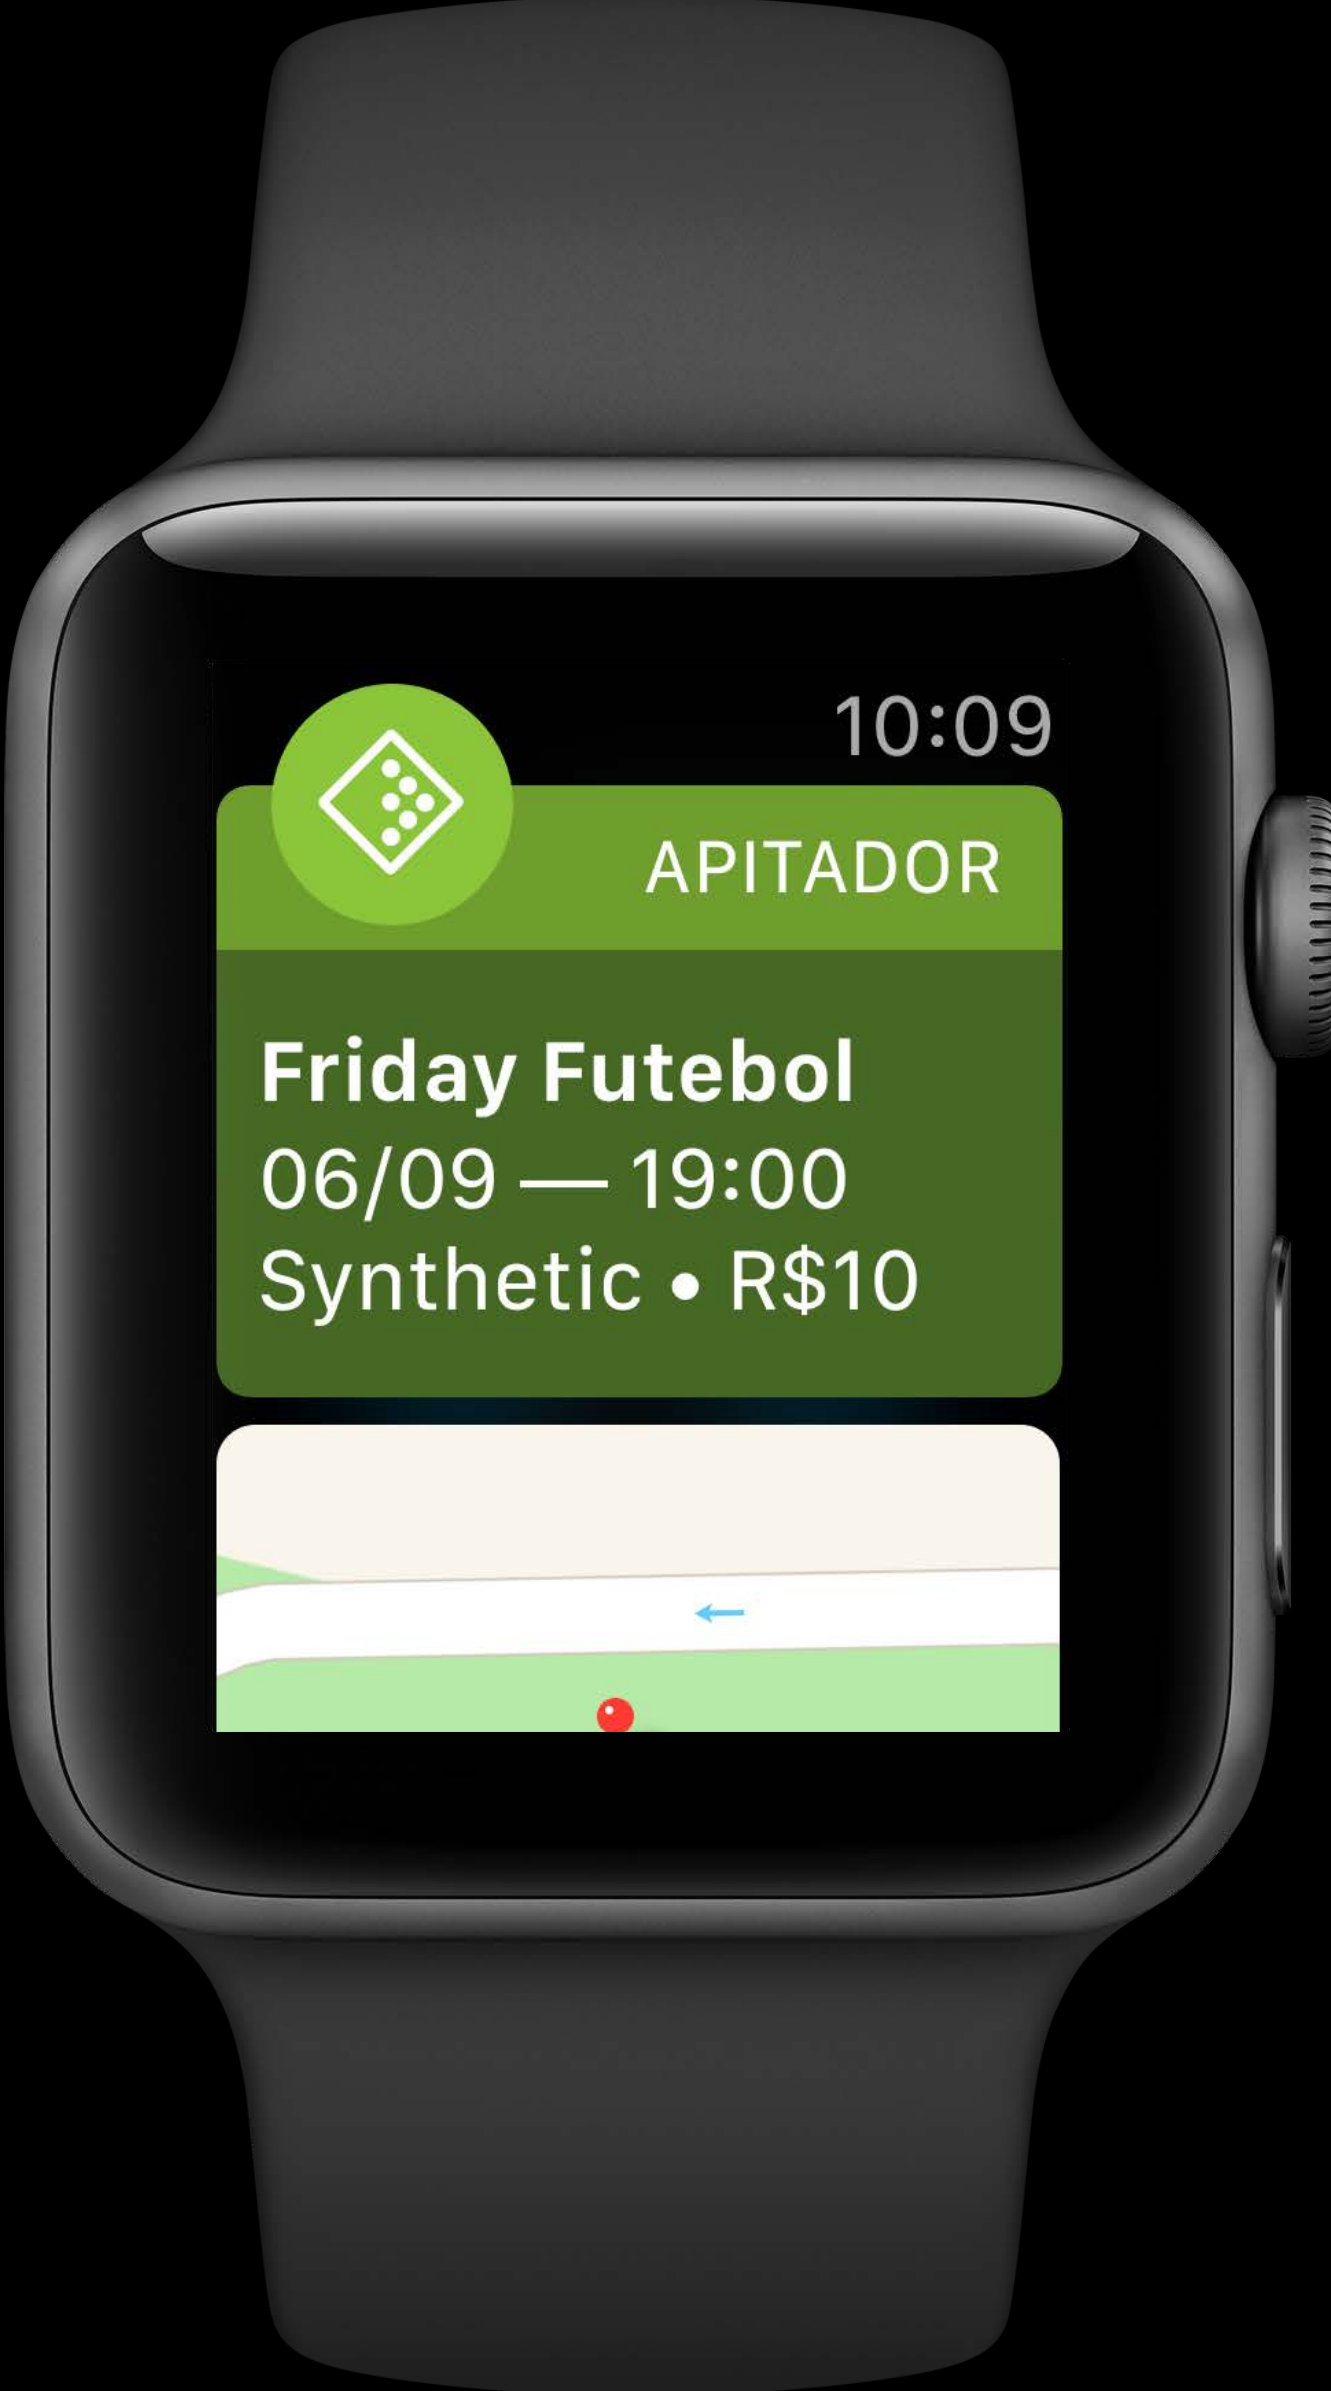 10:09
APITADOR
Friday Futebol
06/09 — 19:00
Synthetic • R$10